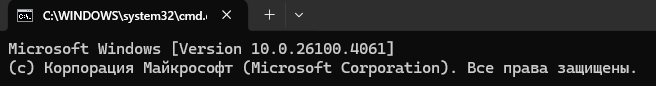 C:\WINDOWS\system32\cmd.
Microsoft Windows [Version 10.0.26100.4061]
(c) Корпорация Майкрософт (Microsoft Corporation). Все права защищены.